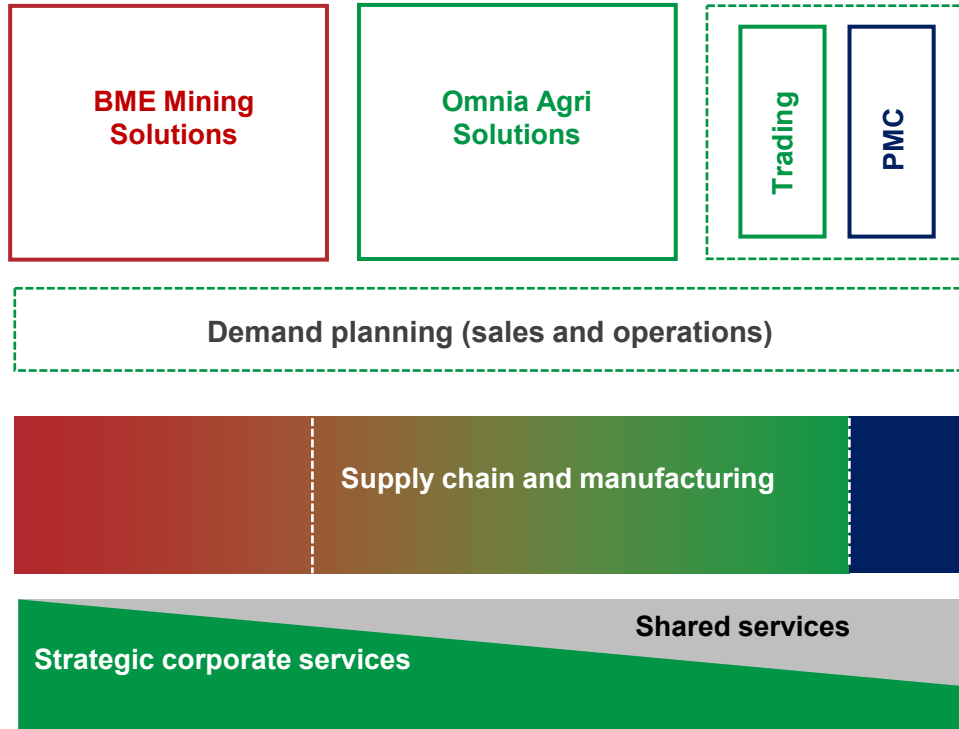 BME Mining
Solutions
Omnia Agri
Solutions
Trading
PMC
Demand planning (sales and operations)
Supply chain and manufacturing
Shared services
Strategic corporate services